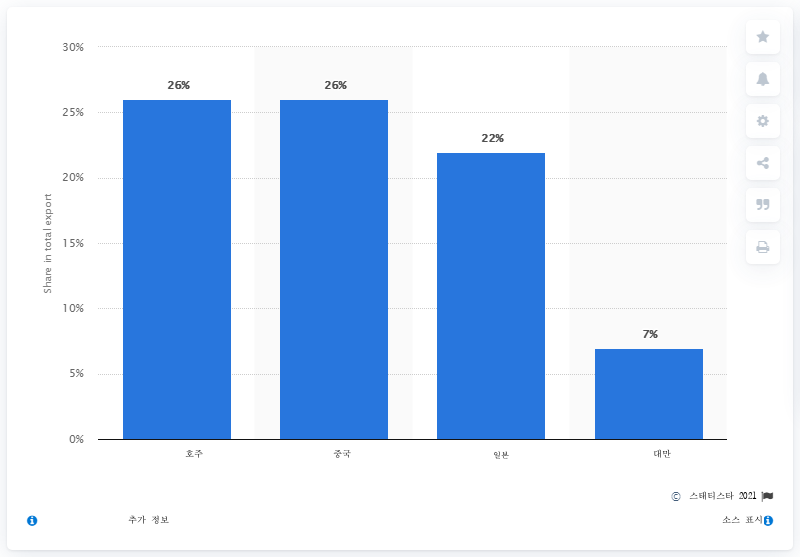 30%
26%
26%
25%
22%
20%
Share in total export
15%
10%
7%
5%
0%
호주
중국
일본
대만
© 스태티스타 2021
추가 정보
소스 표시